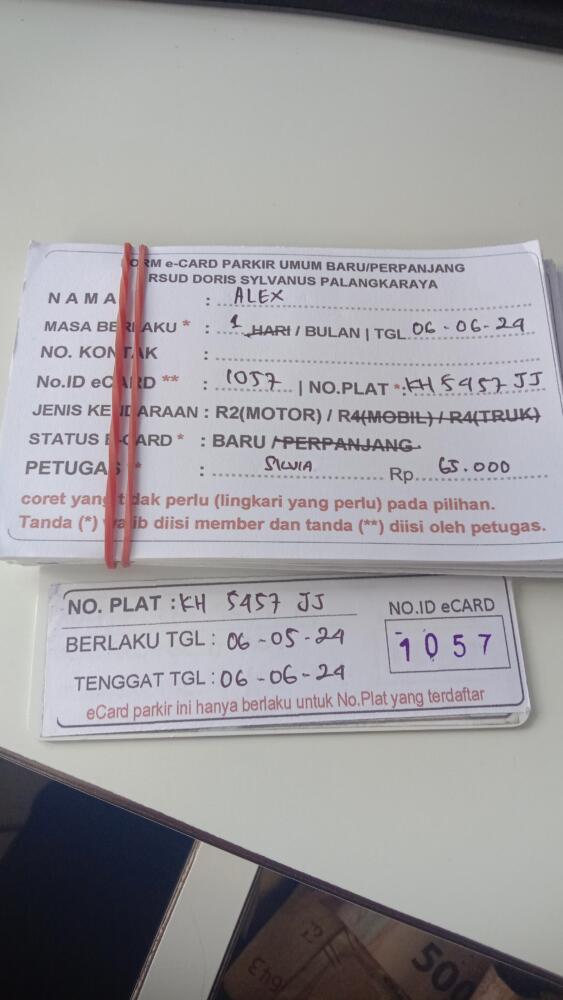 ORM e-CARD PARKIR UMUM BARU/PERPANJANG
RSUD DORIS SYLVANUS PALANGKARAYA
NAMA : ALEX
MASA BERLAKU * : 1 HARI / BULAN | TGL 06-06-24
NO. KONTAK :
No.ID eCARD ** : 1057 | NO.PLAT *: KH 5457 JJ
JENIS KENDARAAN : R2(MOTOR) / R4(MOBIL) / R4(TRUK)
STATUS E-CARD * : BARU / PERPANJANG
PETUGAS ** : SILVIA Rp. 65.000
coret yang tidak perlu (lingkari yang perlu) pada pilihan.
Tanda (*) wajib diisi member dan tanda (**) diisi oleh petugas.
NO. PLAT : KH 5457 JJ
NO.ID eCARD
1057
BERLAKU TGL : 06-05-24
TENGGAT TGL : 06-06-24
eCard parkir ini hanya berlaku untuk No.Plat yang terdaftar
500